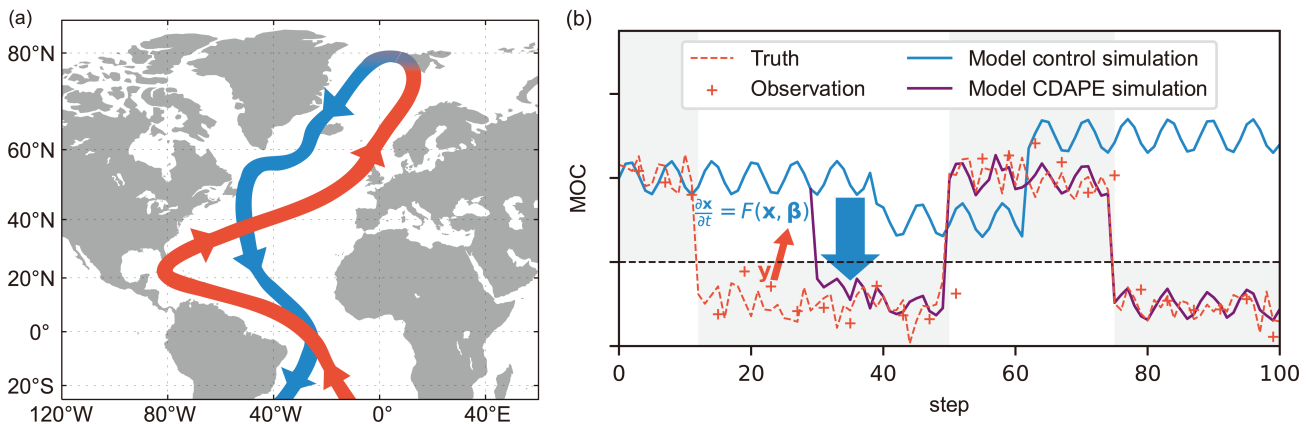 (a)
80°N
60°N
40°N
20°N
0°
20°S
120°W 80°W 40°W 0° 40°E
(b)
Truth
Observation
Model control simulation
Model CDAPE simulation
MOC
∂x/∂t = F(x, β)
y
0 20 40 60 80 100
step